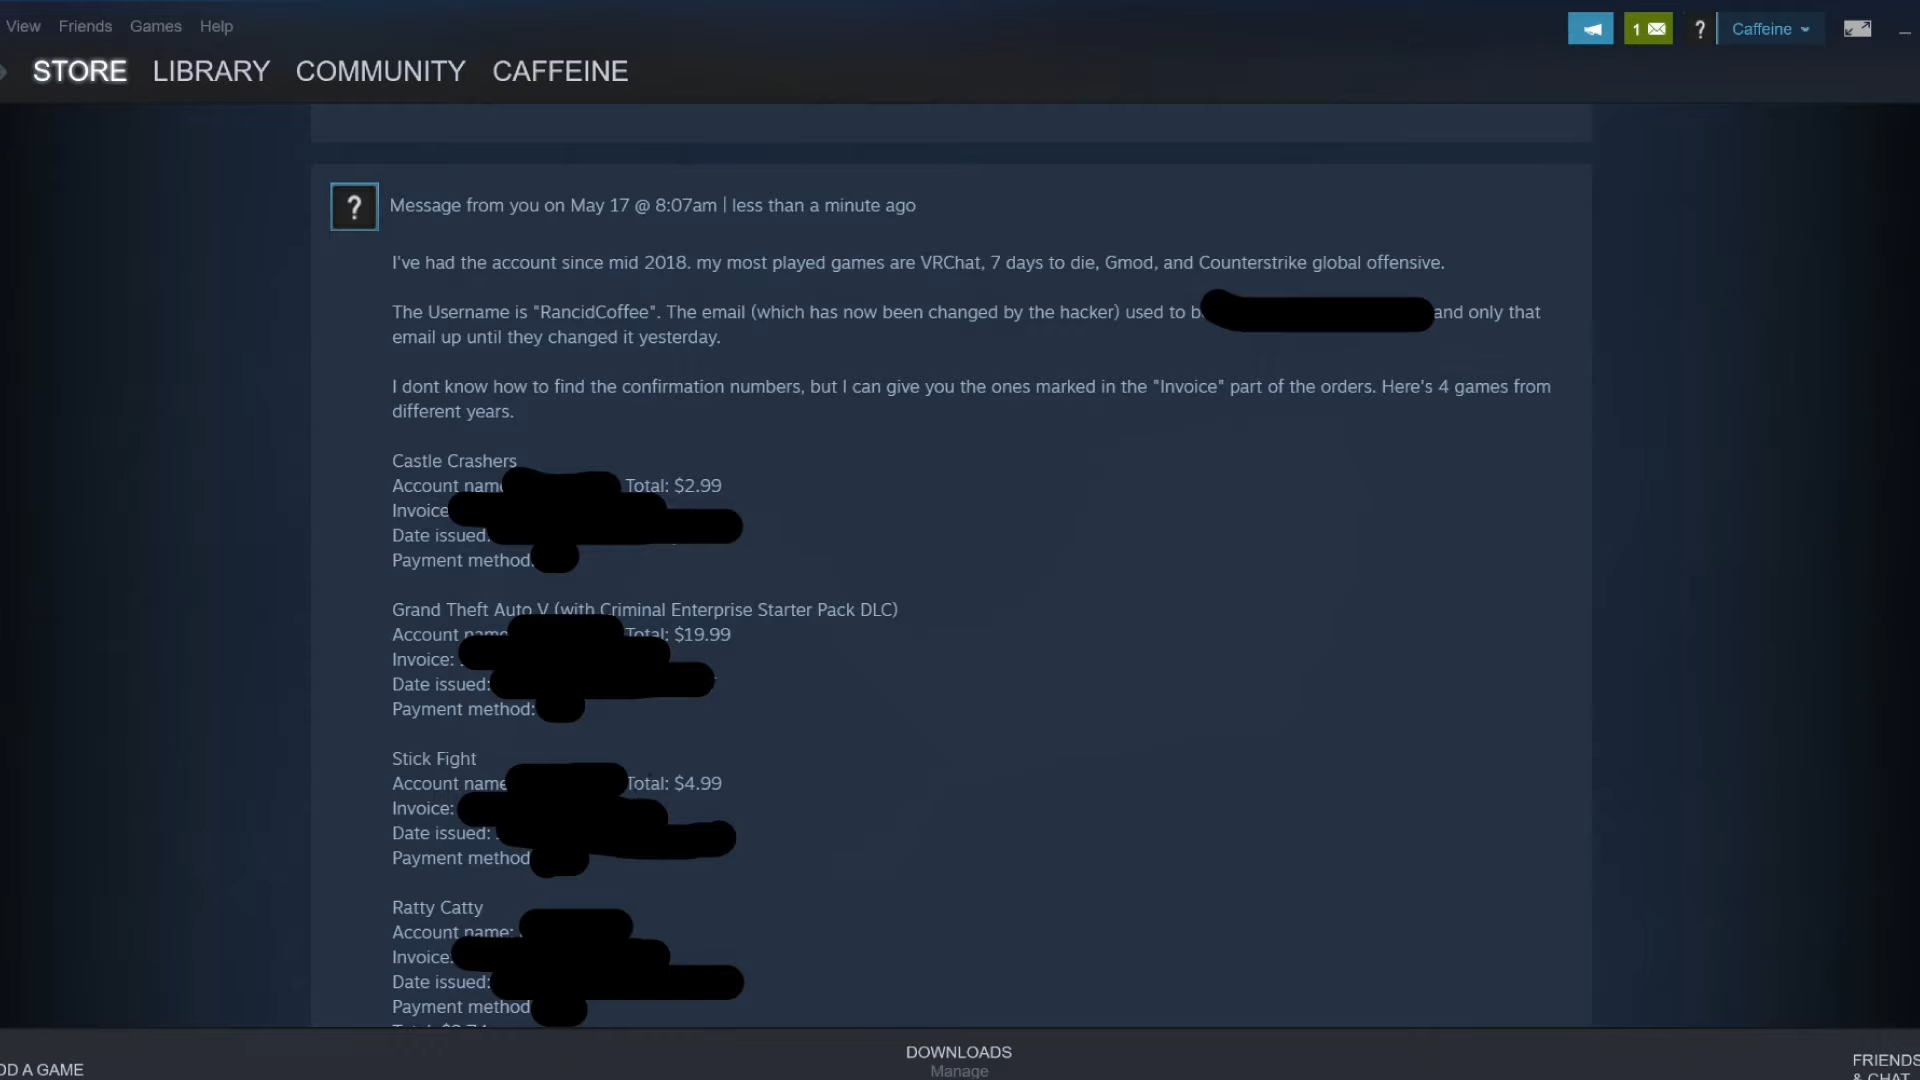 View Friends Games Help
1 ? Caffeine
STORE LIBRARY COMMUNITY CAFFEINE
? Message from you on May 17 @ 8:07am | less than a minute ago
I've had the account since mid 2018. my most played games are VRChat, 7 days to die, Gmod, and Counterstrike global offensive.
The Username is "RancidCoffee". The email (which has now been changed by the hacker) used to b and only that
email up until they changed it yesterday.
I dont know how to find the confirmation numbers, but I can give you the ones marked in the "Invoice" part of the orders. Here's 4 games from
different years.
Castle Crashers
Account name Total: $2.99
Invoice
Date issued:
Payment method:
Grand Theft Auto V (with Criminal Enterprise Starter Pack DLC)
Account name Total: $19.99
Invoice:
Date issued:
Payment method:
Stick Fight
Account name Total: $4.99
Invoice:
Date issued:
Payment method
Ratty Catty
Account name:
Invoice:
Date issued:
Payment method
DOWNLOADS
Manage
DD A GAME
FRIENDS
& CHAT